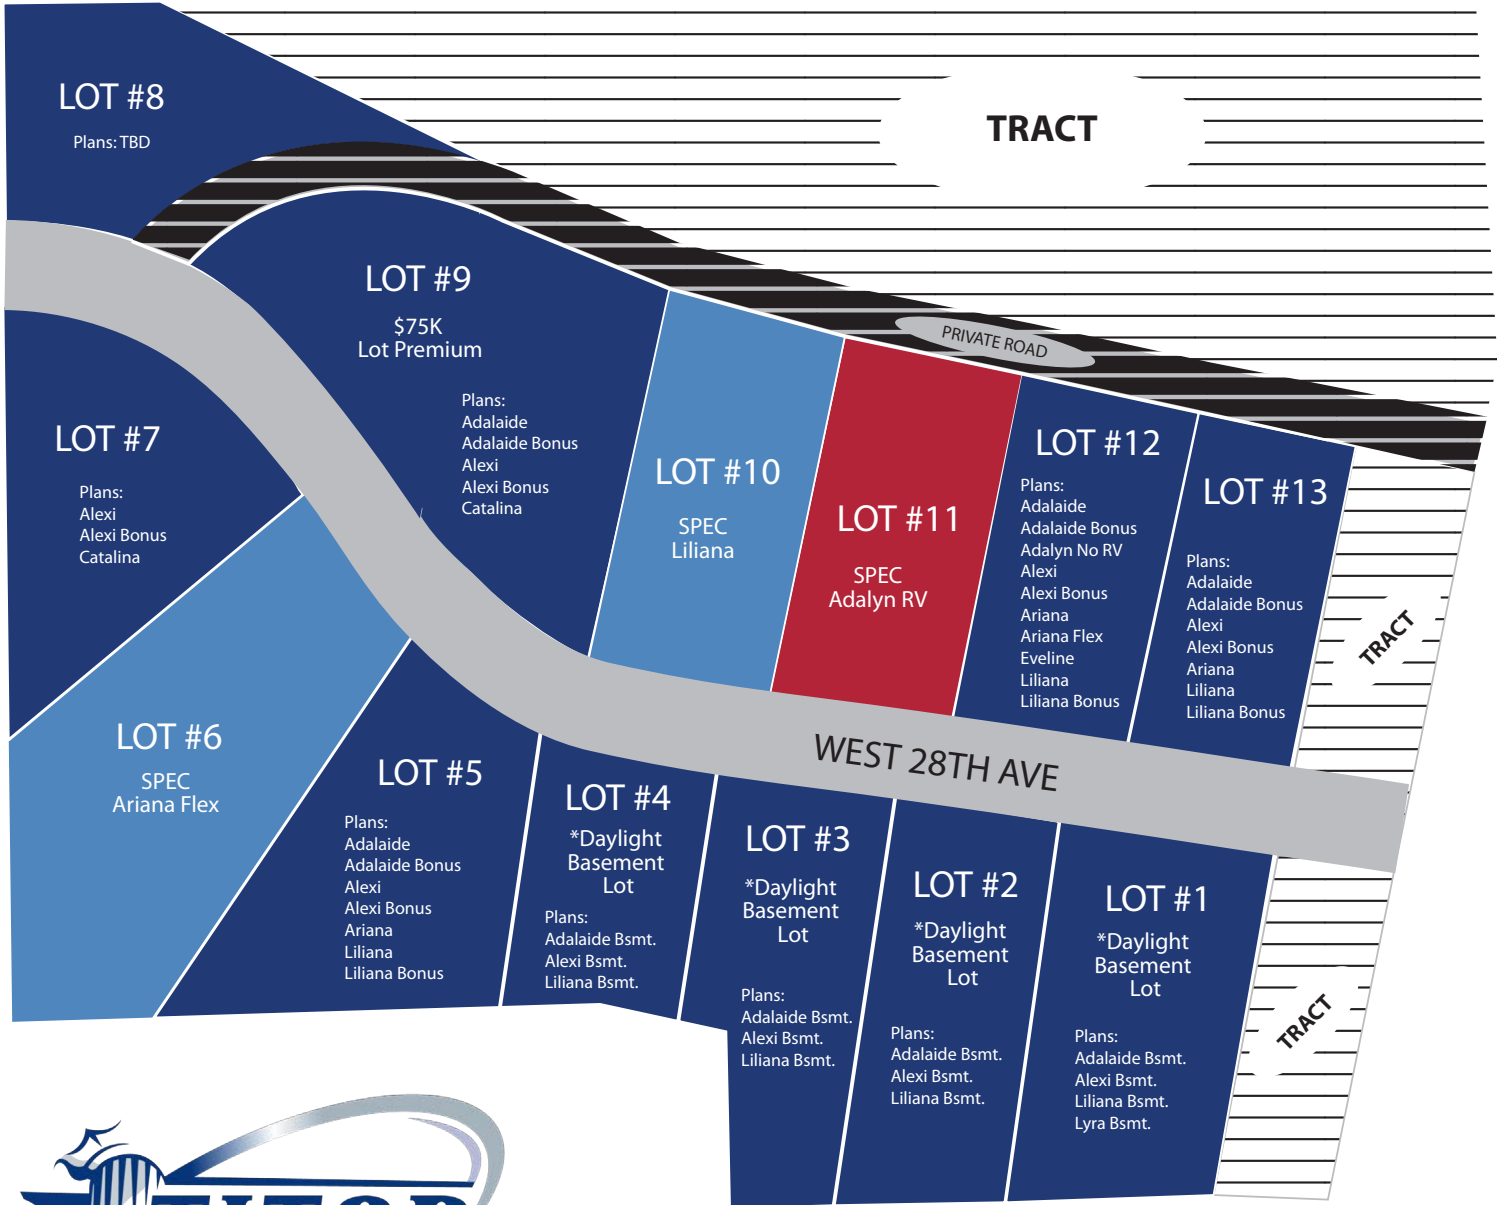 LOT #8
Plans: TBD
TRACT
LOT #9
$75K
Lot Premium
Plans:
Adalaide
Adalaide Bonus
Alexi
Alexi Bonus
Catalina
PRIVATE ROAD
LOT #7
Plans:
Alexi
Alexi Bonus
Catalina
LOT #10
SPEC
Liliana
LOT #11
SPEC
Adalyn RV
LOT #12
Plans:
Adalaide
Adalaide Bonus
Adalyn No RV
Alexi
Alexi Bonus
Ariana
Ariana Flex
Eveline
Liliana
Liliana Bonus
LOT #13
Plans:
Adalaide
Adalaide Bonus
Alexi
Alexi Bonus
Ariana
Liliana
Liliana Bonus
TRACT
WEST 28TH AVE
LOT #6
SPEC
Ariana Flex
LOT #5
Plans:
Adalaide
Adalaide Bonus
Alexi
Alexi Bonus
Ariana
Liliana
Liliana Bonus
LOT #4
*Daylight
Basement
Lot
Plans:
Adalaide Bsmt.
Alexi Bsmt.
Liliana Bsmt.
LOT #3
*Daylight
Basement
Lot
Plans:
Adalaide Bsmt.
Alexi Bsmt.
Liliana Bsmt.
LOT #2
*Daylight
Basement
Lot
Plans:
Adalaide Bsmt.
Alexi Bsmt.
Liliana Bsmt.
LOT #1
*Daylight
Basement
Lot
Plans:
Adalaide Bsmt.
Alexi Bsmt.
Liliana Bsmt.
Lyra Bsmt.
TRACT